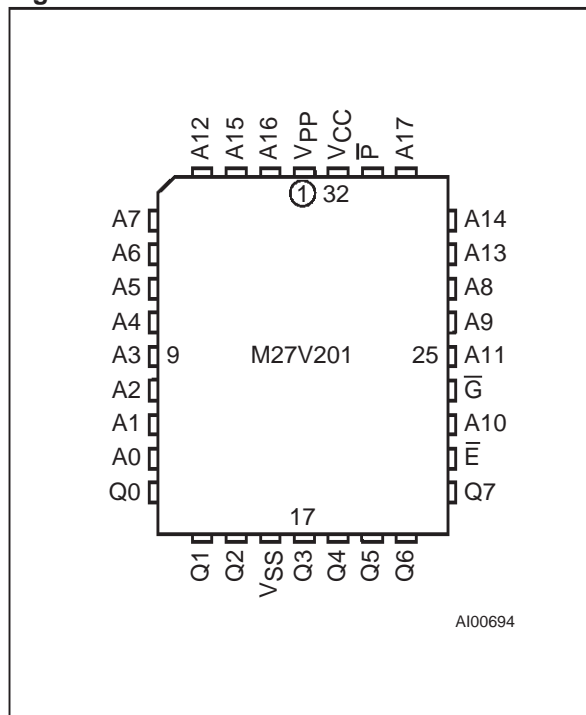 A12 A15 A16 VPP VCC P̅ A17
1 32
A7 A14
A6 A13
A5 A8
A4 A9
A3 9 M27V201 25 A11
A2 G̅
A1 A10
A0 E̅
Q0 Q7
17
Q1 Q2 VSS Q3 Q4 Q5 Q6
AI00694